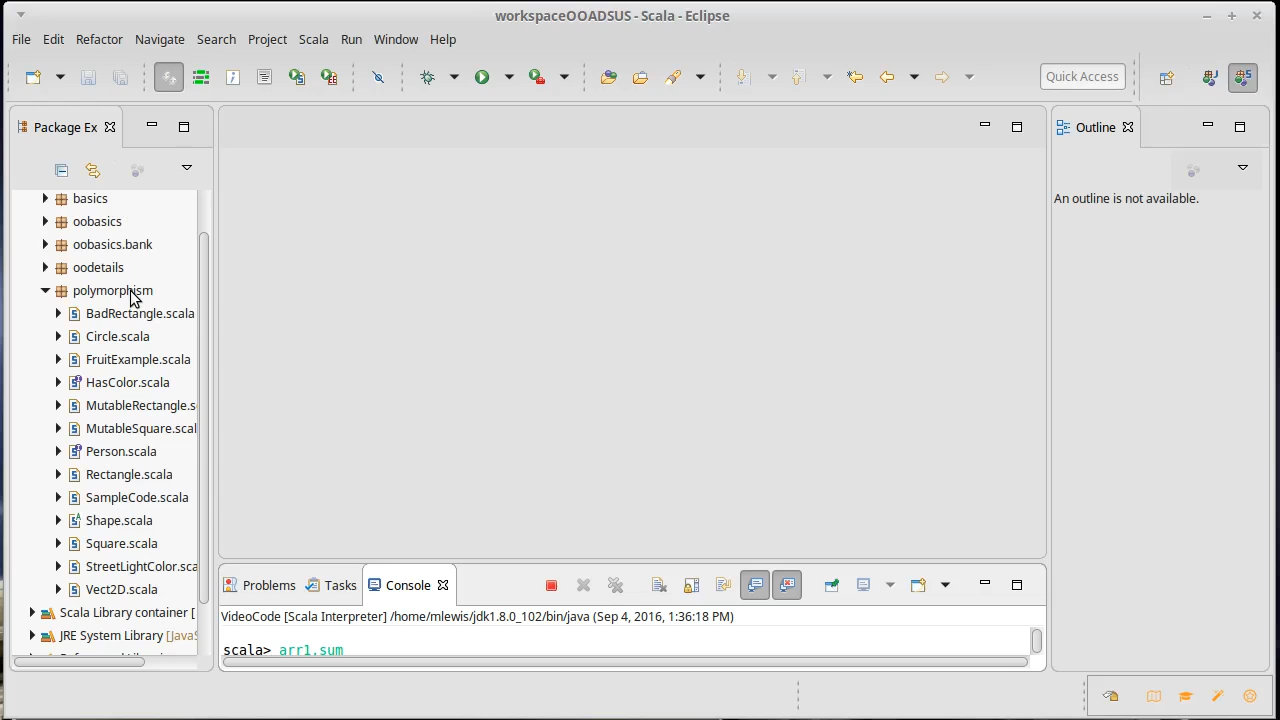 workspaceOOADSUS - Scala - Eclipse
File Edit Refactor Navigate Search Project Scala Run Window Help
Quick Access
Package Ex
Outline
basics
An outline is not available.
oobasics
oobasics.bank
oodetails
polymorphism
BadRectangle.scala
Circle.scala
FruitExample.scala
HasColor.scala
MutableRectangle.s
MutableSquare.scal
Person.scala
Rectangle.scala
SampleCode.scala
Shape.scala
Square.scala
StreetLightColor.sca
Vect2D.scala
Scala Library container [
JRE System Library [JavaS
Problems Tasks Console
VideoCode [Scala Interpreter] /home/mlewis/jdk1.8.0_102/bin/java (Sep 4, 2016, 1:36:18 PM)
scala> arr1.sum